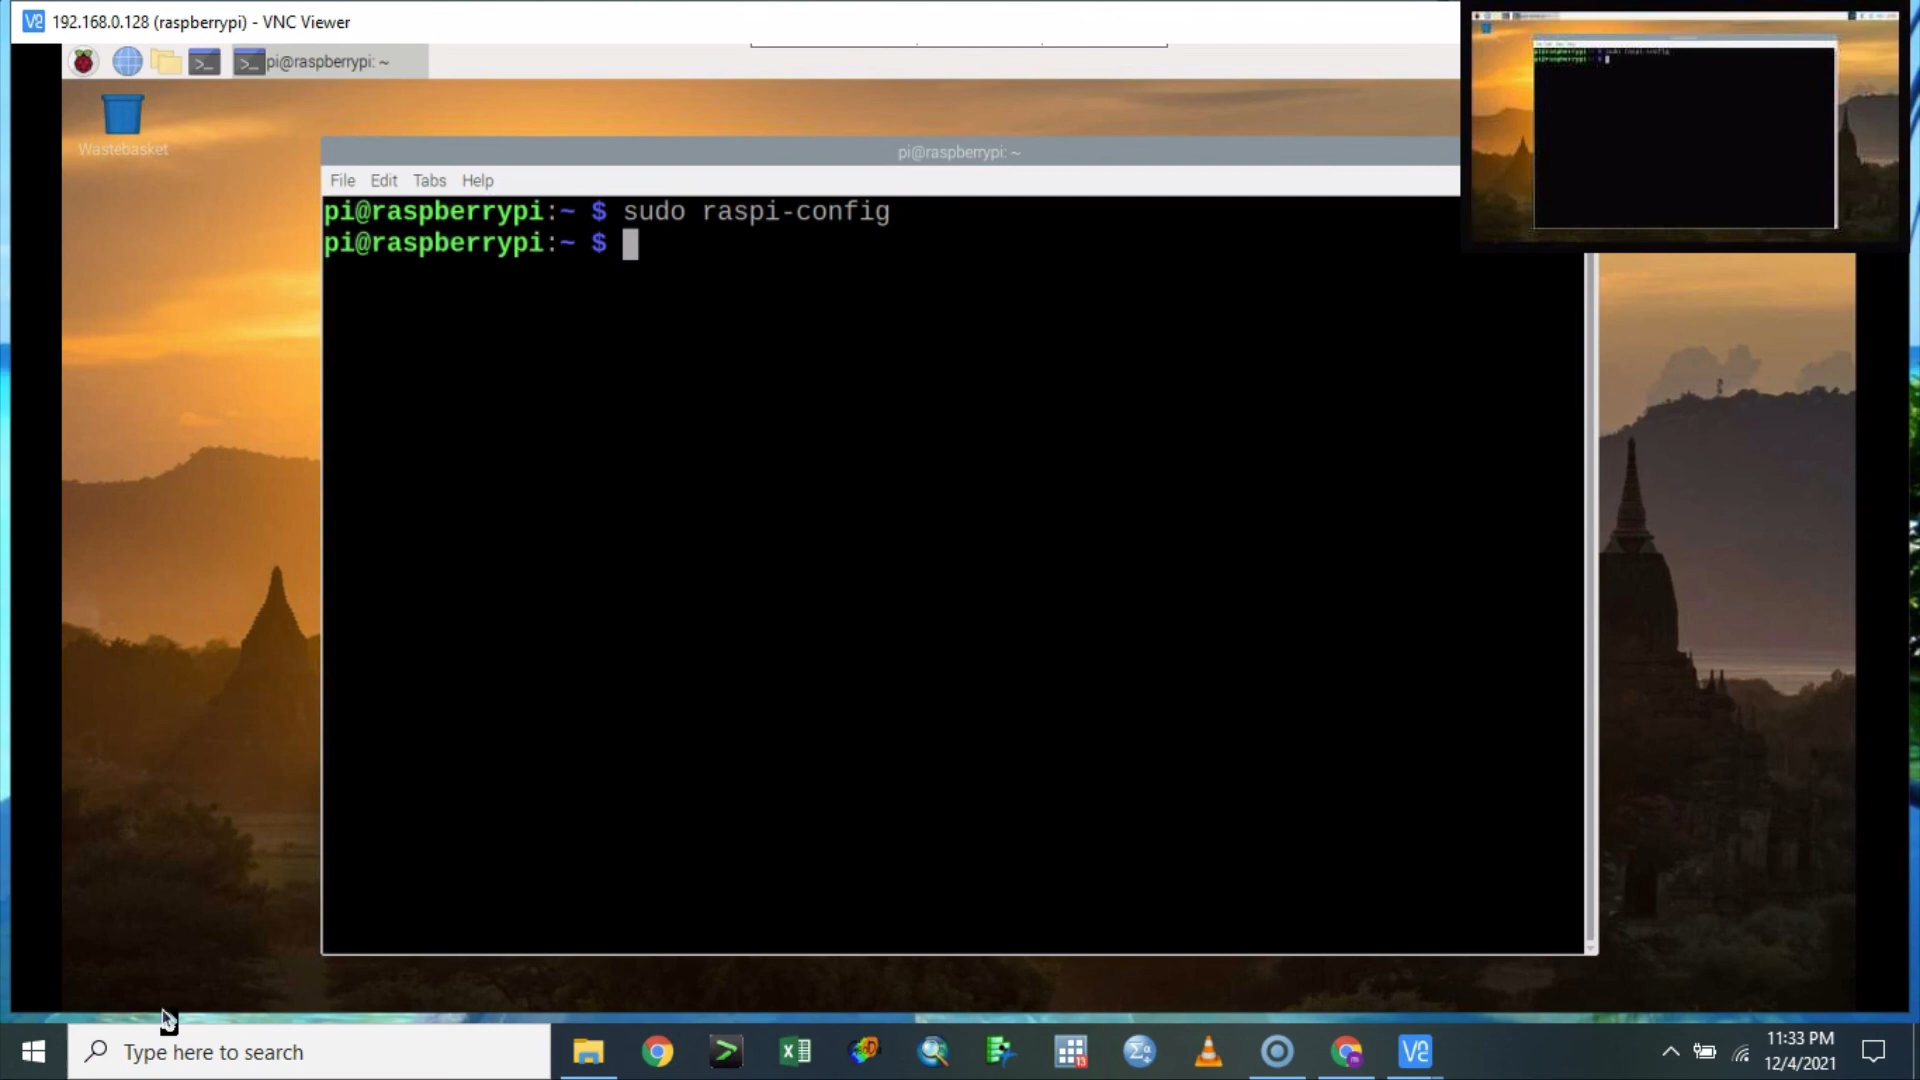 192.168.0.128 (raspberrypi) - VNC Viewer
pi@raspberrypi: ~
Wastebasket
pi@raspberrypi: ~
File Edit Tabs Help
pi@raspberrypi:~ $ sudo raspi-config
pi@raspberrypi:~ $
Type here to search
11:33 PM
12/4/2021